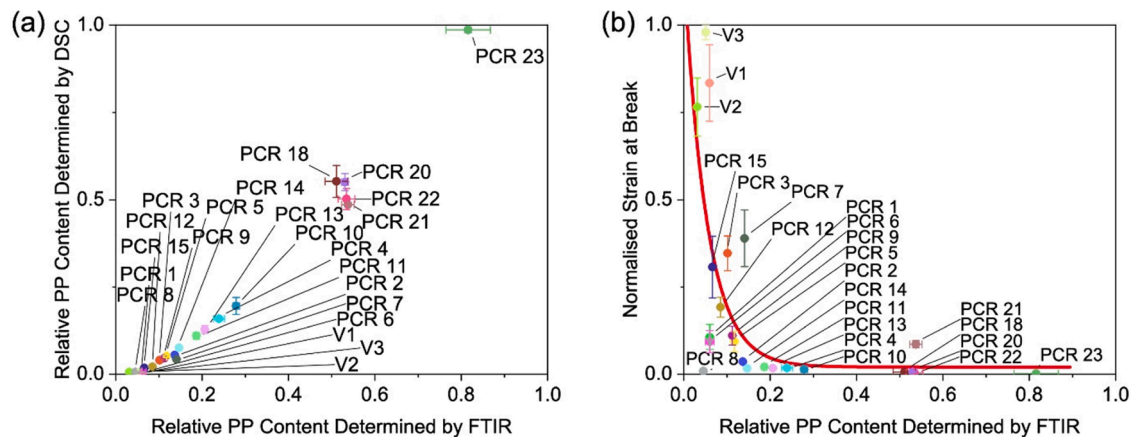 (a)
Relative PP Content Determined by DSC
1.0
0.5
0.0
PCR 23
PCR 18
PCR 20
PCR 22
PCR 21
PCR 3
PCR 14
PCR 12
PCR 5
PCR 13
PCR 15
PCR 9
PCR 10
PCR 4
PCR 1
PCR 11
PCR 8
PCR 2
PCR 7
PCR 6
V1
V3
V2
0.0 0.2 0.4 0.6 0.8 1.0
Relative PP Content Determined by FTIR
(b)
Normalised Strain at Break
1.0
0.5
0.0
V3
V1
V2
PCR 15
PCR 3
PCR 7
PCR 12
PCR 1
PCR 6
PCR 9
PCR 5
PCR 2
PCR 14
PCR 11
PCR 13
PCR 4
PCR 10
PCR 8
PCR 21
PCR 18
PCR 20
PCR 22
PCR 23
0.0 0.2 0.4 0.6 0.8 1.0
Relative PP Content Determined by FTIR